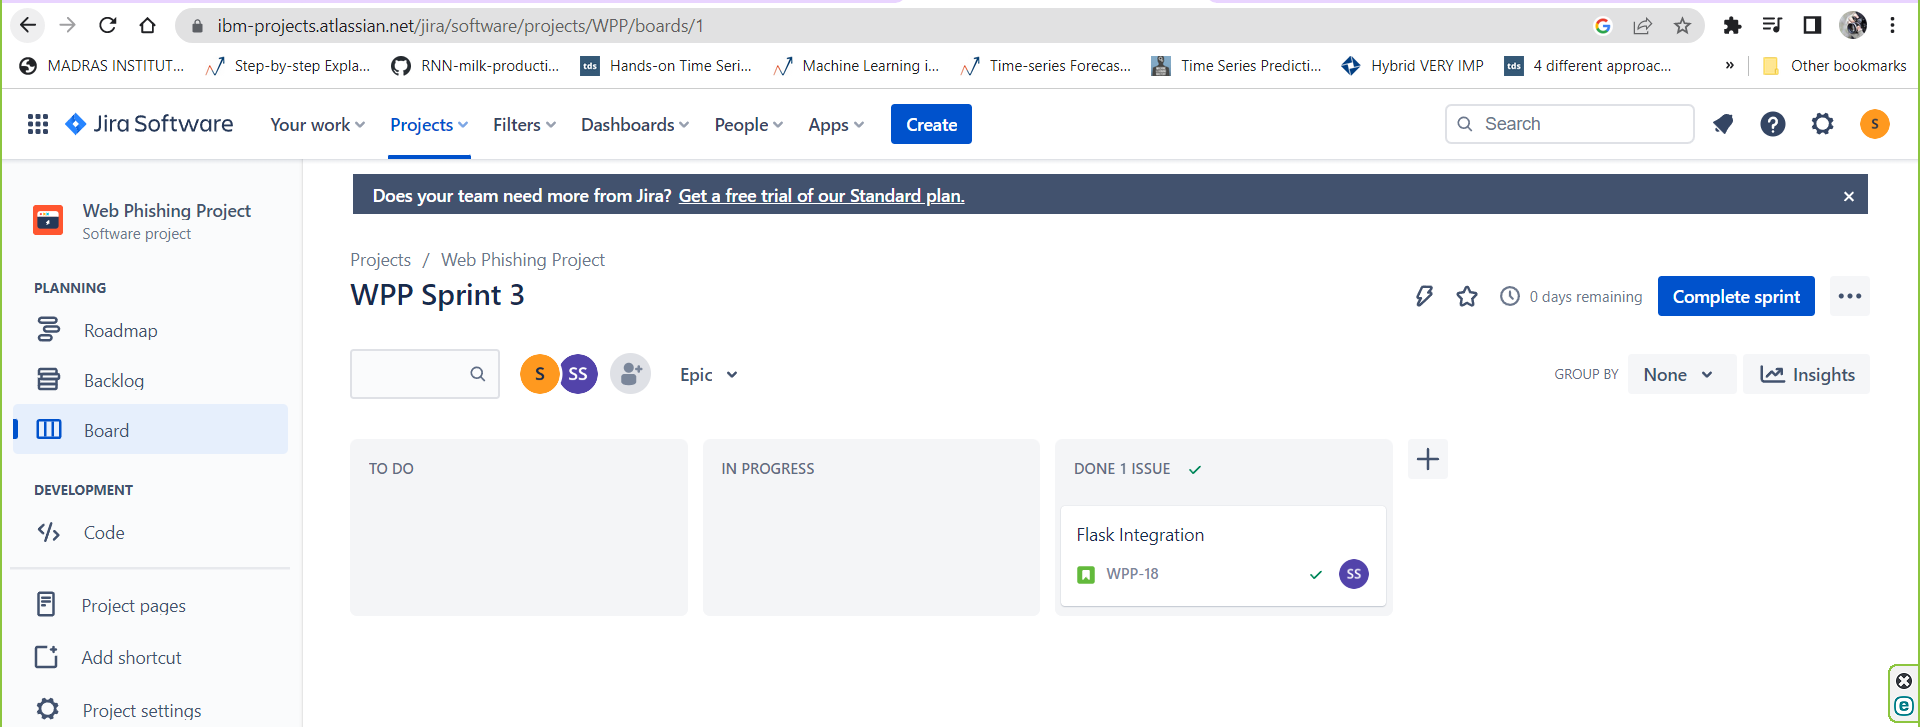 ibm-projects.atlassian.net/jira/software/projects/WPP/boards/1
MADRAS INSTITUT... Step-by-step Expla... RNN-milk-producti... tds Hands-on Time Seri... Machine Learning i... Time-series Forecas... Time Series Predicti... Hybrid VERY IMP tds 4 different approac... » Other bookmarks
Jira Software Your work Projects Filters Dashboards People Apps Create Search S
Does your team need more from Jira? Get a free trial of our Standard plan.
Web Phishing Project
Software project
PLANNING
Roadmap
Backlog
Board
DEVELOPMENT
Code
Project pages
Add shortcut
Project settings
Projects / Web Phishing Project
WPP Sprint 3
0 days remaining Complete sprint
S SS Epic GROUP BY None Insights
TO DO IN PROGRESS DONE 1 ISSUE
Flask Integration
WPP-18 SS
e